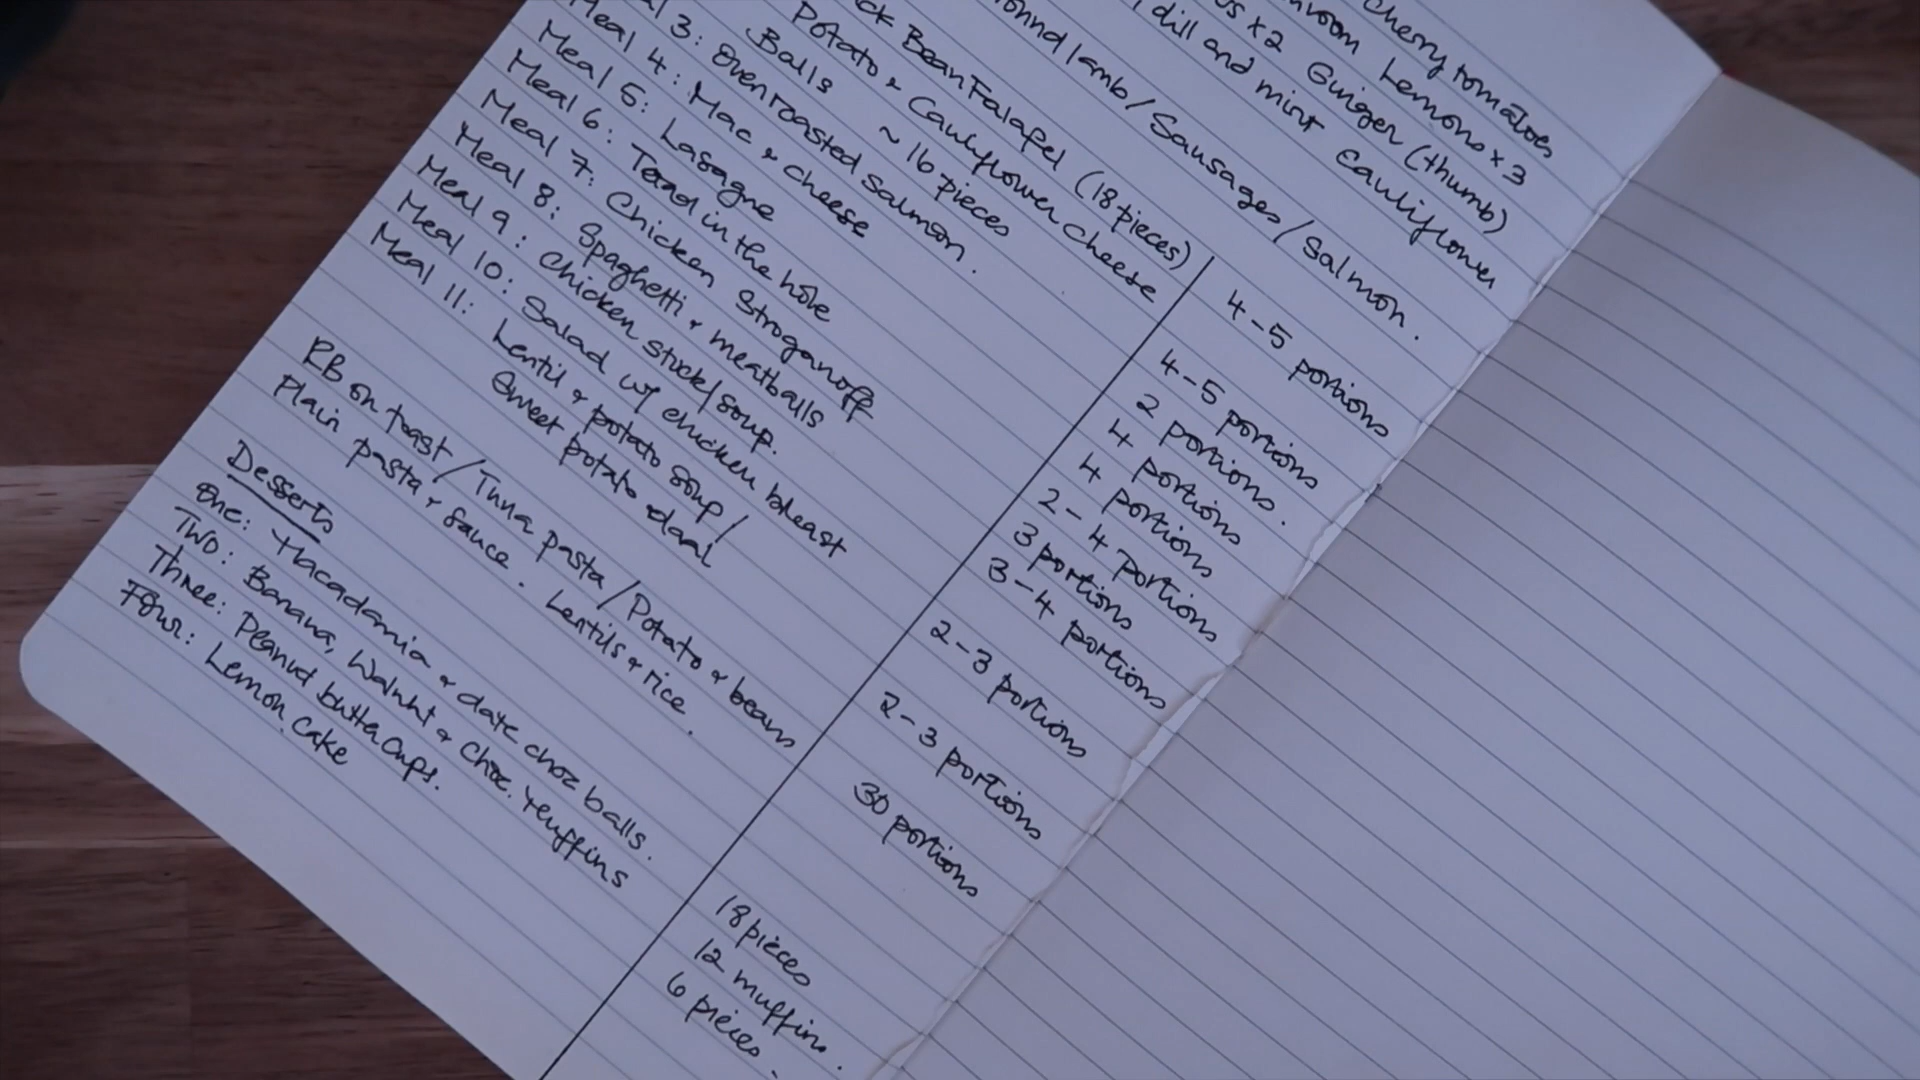 cherry tomatoes
Lemons x3
x2 Ginger (thumb)
dill and mint Cauliflower
lamb / Sausages / Salmon.
Bean Falafel (18 pieces)
Potato & Cauliflower cheese
Balls ~ 16 pieces
3: Oven roasted Salmon.
Meal 4: Mac & cheese
Meal 5: Lasagne
Meal 6: Toad in the hole
Meal 7: Chicken Stroganoff
Meal 8: Spaghetti & meatballs
Meal 9: Chicken stock/soup.
Meal 10: Salad w/ chicken breast
Meal 11: Lentil & potato soup /
Sweet potato daal
RB on toast / Tuna pasta / Potato & beans
Plain pasta & sauce. Lentils & rice.
Desserts
One: Macadamia & date choc balls.
Two: Banana, Walnut & Choc. Muffins
Three: Peanut butter Cups.
Four: Lemon Cake
4-5 portions
4-5 portions
2 portions.
4 portions
4 portions
2-4 portions
3 portions
3-4 portions
2-3 portions
2-3 portions
30 portions
18 pieces
12 muffins.
6 pieces